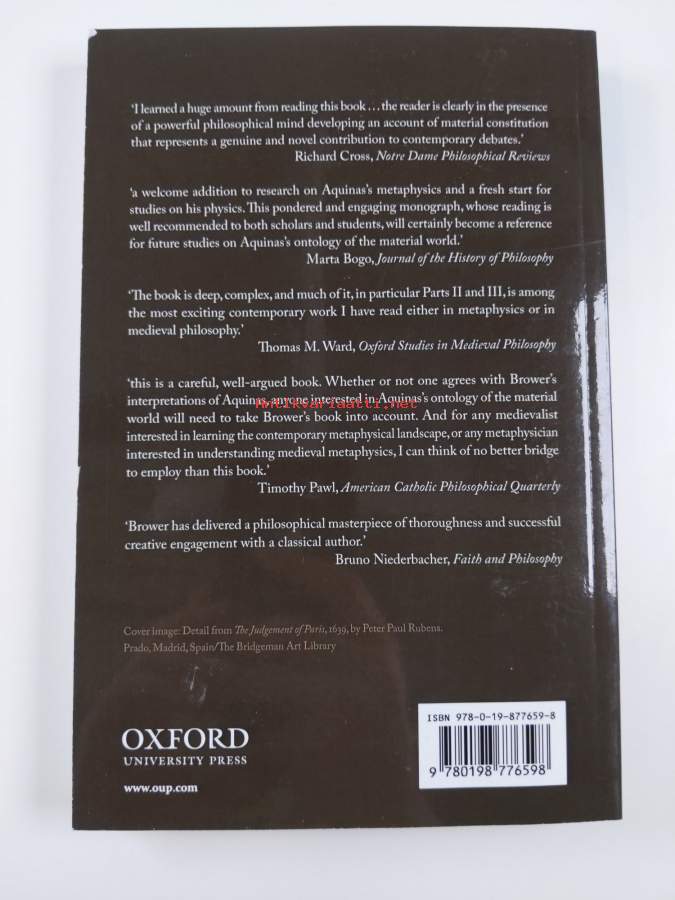 ‘I learned a huge amount from reading this book … the reader is clearly in the presence
of a powerful philosophical mind developing an account of material constitution
that represents a genuine and novel contribution to contemporary debates.’
Richard Cross, Notre Dame Philosophical Reviews
‘a welcome addition to research on Aquinas’s metaphysics and a fresh start for
studies on his physics. This pondered and engaging monograph, whose reading is
well recommended to both scholars and students, will certainly become a reference
for future studies on Aquinas’s ontology of the material world.’
Marta Bogo, Journal of the History of Philosophy
‘The book is deep, complex, and much of it, in particular Parts II and III, is among
the most exciting contemporary work I have read either in metaphysics or in
medieval philosophy.’
Thomas M. Ward, Oxford Studies in Medieval Philosophy
‘this is a careful, well-argued book. Whether or not one agrees with Brower’s
interpretations of Aquinas, anyone interested in Aquinas’s ontology of the material
Antikvariaatti.net
world will need to take Brower’s book into account. And for any medievalist
interested in learning the contemporary metaphysical landscape, or any metaphysician
interested in understanding medieval metaphysics, I can think of no better bridge
to employ than this book.’
Timothy Pawl, American Catholic Philosophical Quarterly
‘Brower has delivered a philosophical masterpiece of thoroughness and successful
creative engagement with a classical author.’
Bruno Niederbacher, Faith and Philosophy
Cover image: Detail from The Judgement of Paris, 1639, by Peter Paul Rubens.
Prado, Madrid, Spain/The Bridgeman Art Library
OXFORD
UNIVERSITY PRESS
www.oup.com
ISBN 978-0-19-877659-8
9 780198 776598